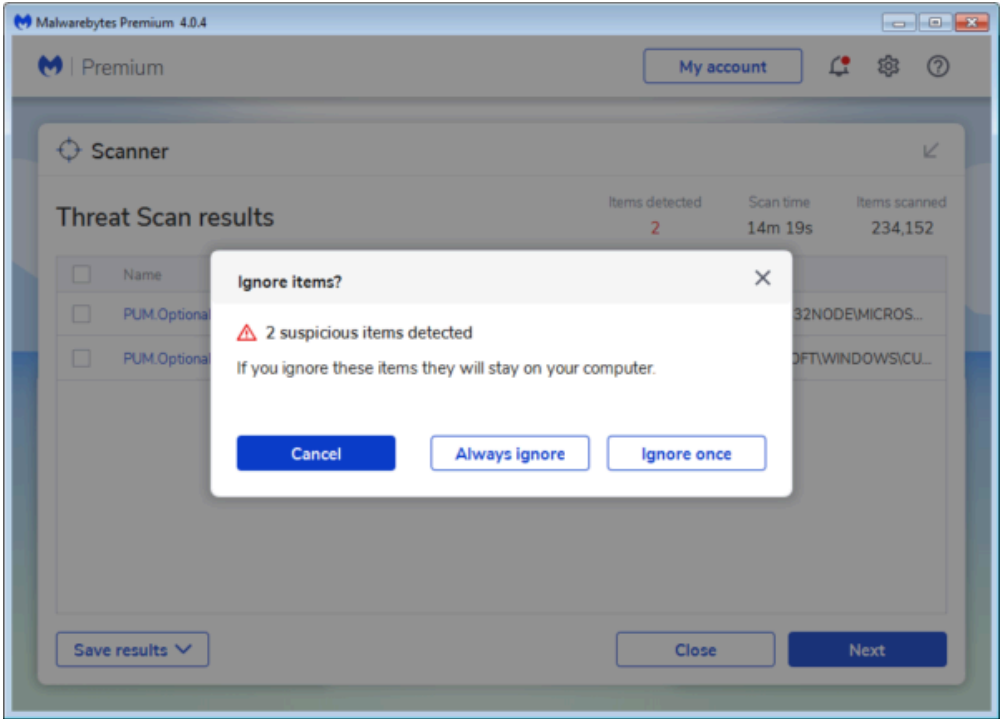 Malwarebytes Premium 4.0.4
Premium
My account
Scanner
Threat Scan results
Items detected
Scan time
Items scanned
2
14m 19s
234,152
Name
PUM.Optional
32NODE\MICROS...
PUM.Optional
OFT\WINDOWS\CU...
Ignore items?
2 suspicious items detected
If you ignore these items they will stay on your computer.
Cancel
Always ignore
Ignore once
Save results
Close
Next